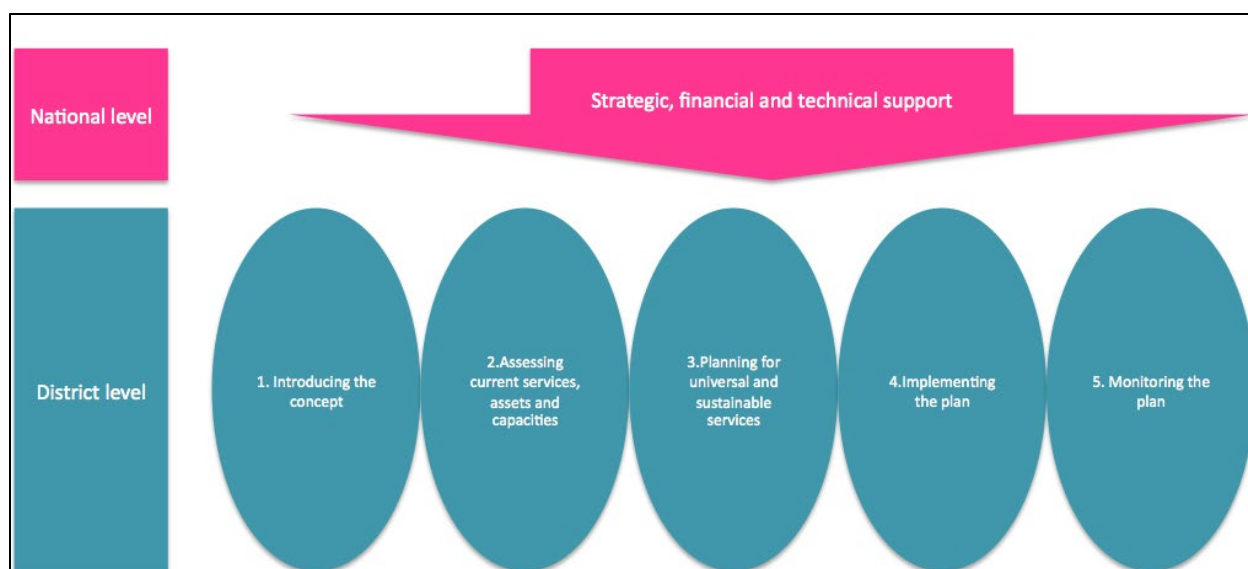 National level
Strategic, financial and technical support
District level
1. Introducing the
concept
2.Assessing
current services,
assets and
capacities
3.Planning for
universal and
sustainable
services
4.Implementing
the plan
5. Monitoring the
plan